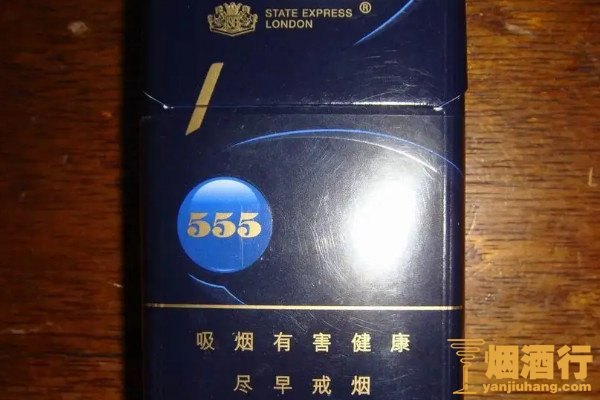 STATE EXPRESS ®
LONDON
555
吸烟有害健康
尽早戒烟
烟酒行
yanjiuhang.com